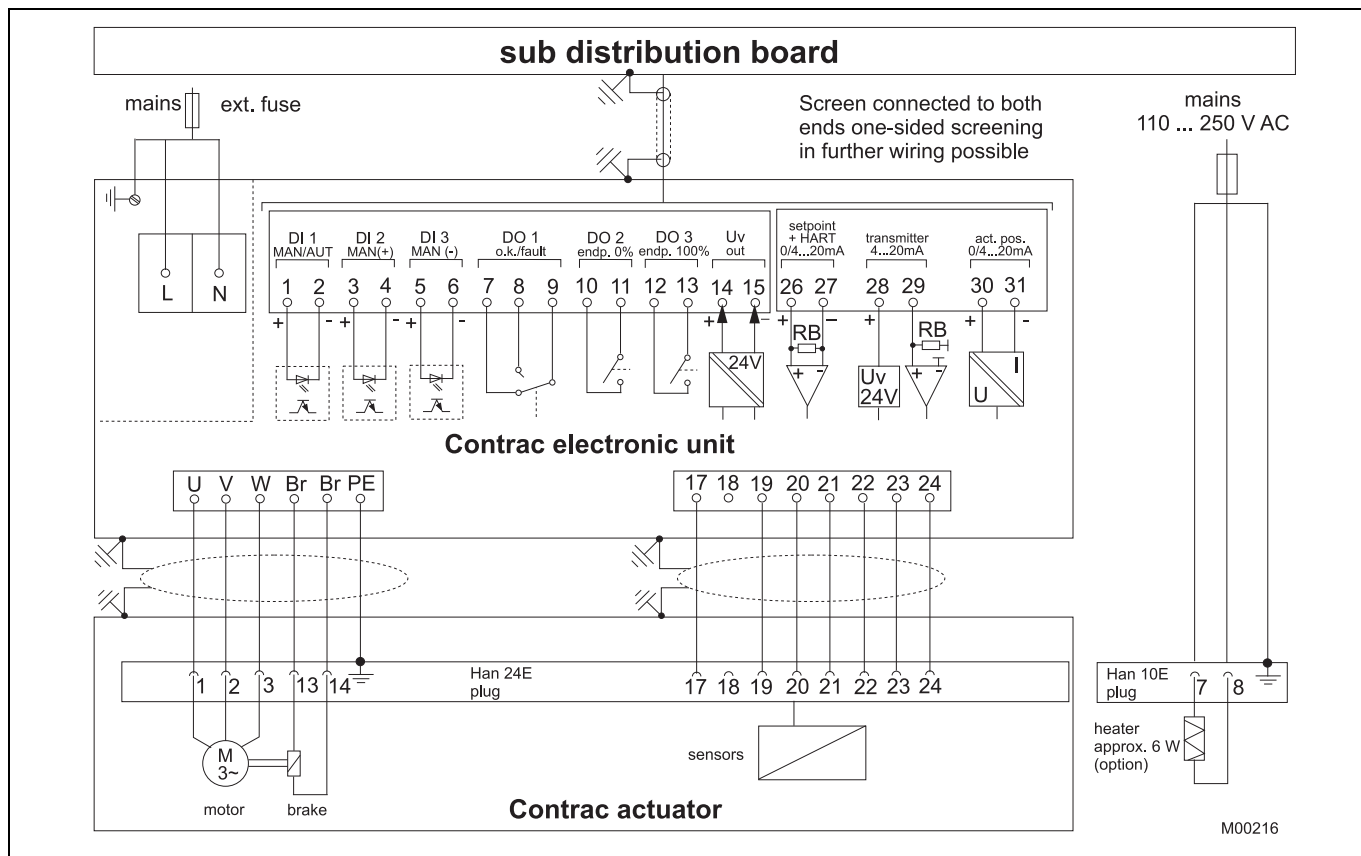 sub distribution board
mains
ext. fuse
Screen connected to both
ends one-sided screening
in further wiring possible
mains
110 ... 250 V AC
L N
DI 1
MAN/AUT
DI 2
MAN(+)
DI 3
MAN (-)
DO 1
o.k./fault
DO 2
endp. 0%
DO 3
endp. 100%
Uv
out
setpoint
+ HART
0/4...20mA
transmitter
4...20mA
act. pos.
0/4...20mA
1 2 3 4 5 6 7 8 9 10 11 12 13 14 15 26 27 28 29 30 31
+ - + - + - + - + – + + -
RB
RB
24V
+ -
Uv
24V
+ -
I
U
Contrac electronic unit
U V W Br Br PE
17 18 19 20 21 22 23 24
Han 24E
plug
1 2 3 13 14
17 18 19 20 21 22 23 24
Han 10E
plug
7 8
M
3~
motor
brake
sensors
heater
approx. 6 W
(option)
Contrac actuator
M00216